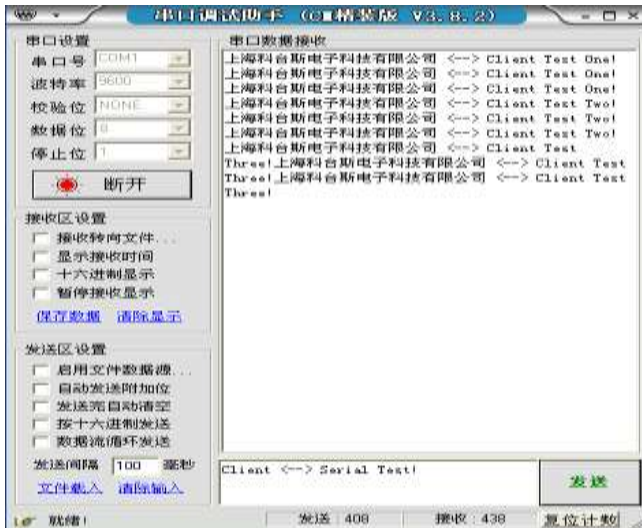 串口调试助手 (C□精装版 V3.8.2)
串口设置
串口号 COM1
波特率 9600
校验位 NONE
数据位 8
停止位 1
断开
接收区设置
接收转向文件...
显示接收时间
十六进制显示
暂停接收显示
保存数据 清除显示
发送区设置
启用文件数据源...
自动发送附加位
发送完自动清空
按十六进制发送
数据流循环发送
发送间隔 100 毫秒
文件载入 清除输入
串口数据接收
上海科台斯电子科技有限公司 <--> Client Test One!
上海科台斯电子科技有限公司 <--> Client Test One!
上海科台斯电子科技有限公司 <--> Client Test One!
上海科台斯电子科技有限公司 <--> Client Test Two!
上海科台斯电子科技有限公司 <--> Client Test Two!
上海科台斯电子科技有限公司 <--> Client Test Two!
上海科台斯电子科技有限公司 <--> Client Test
Three!上海科台斯电子科技有限公司 <--> Client Test
Three!上海科台斯电子科技有限公司 <--> Client Test
Three!
Client <--> Serial Test!
发送
就绪!
发送 : 408
接收 : 438
复位计数